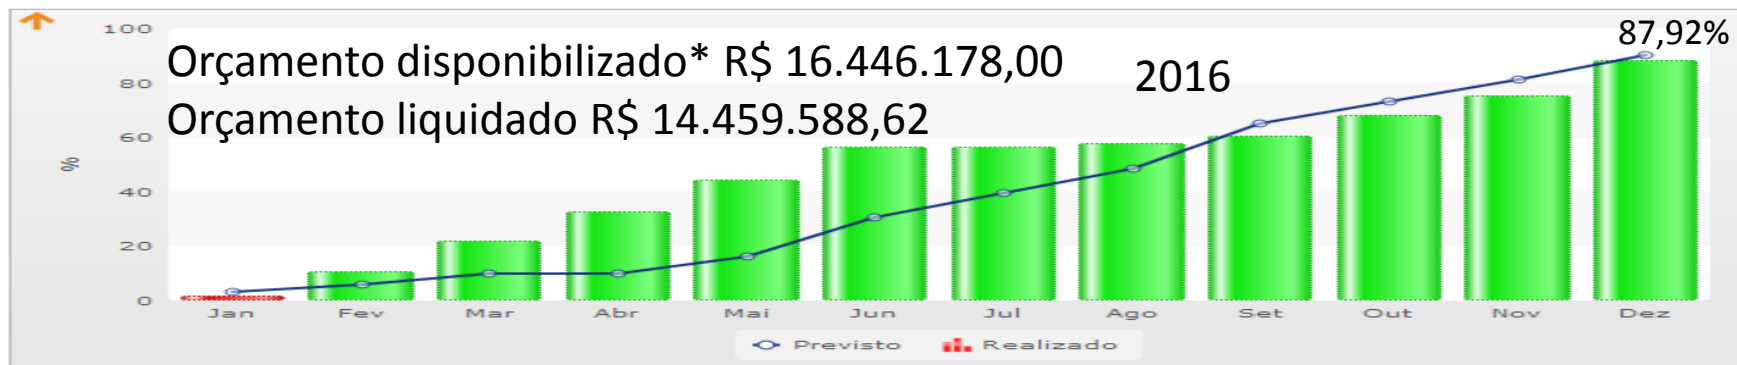 87,92%
Orçamento disponibilizado* R$ 16.446.178,00
2016
Orçamento liquidado R$ 14.459.588,62
%
100
80
60
40
20
0
Jan Fev Mar Abr Mai Jun Jul Ago Set Out Nov Dez
Previsto Realizado